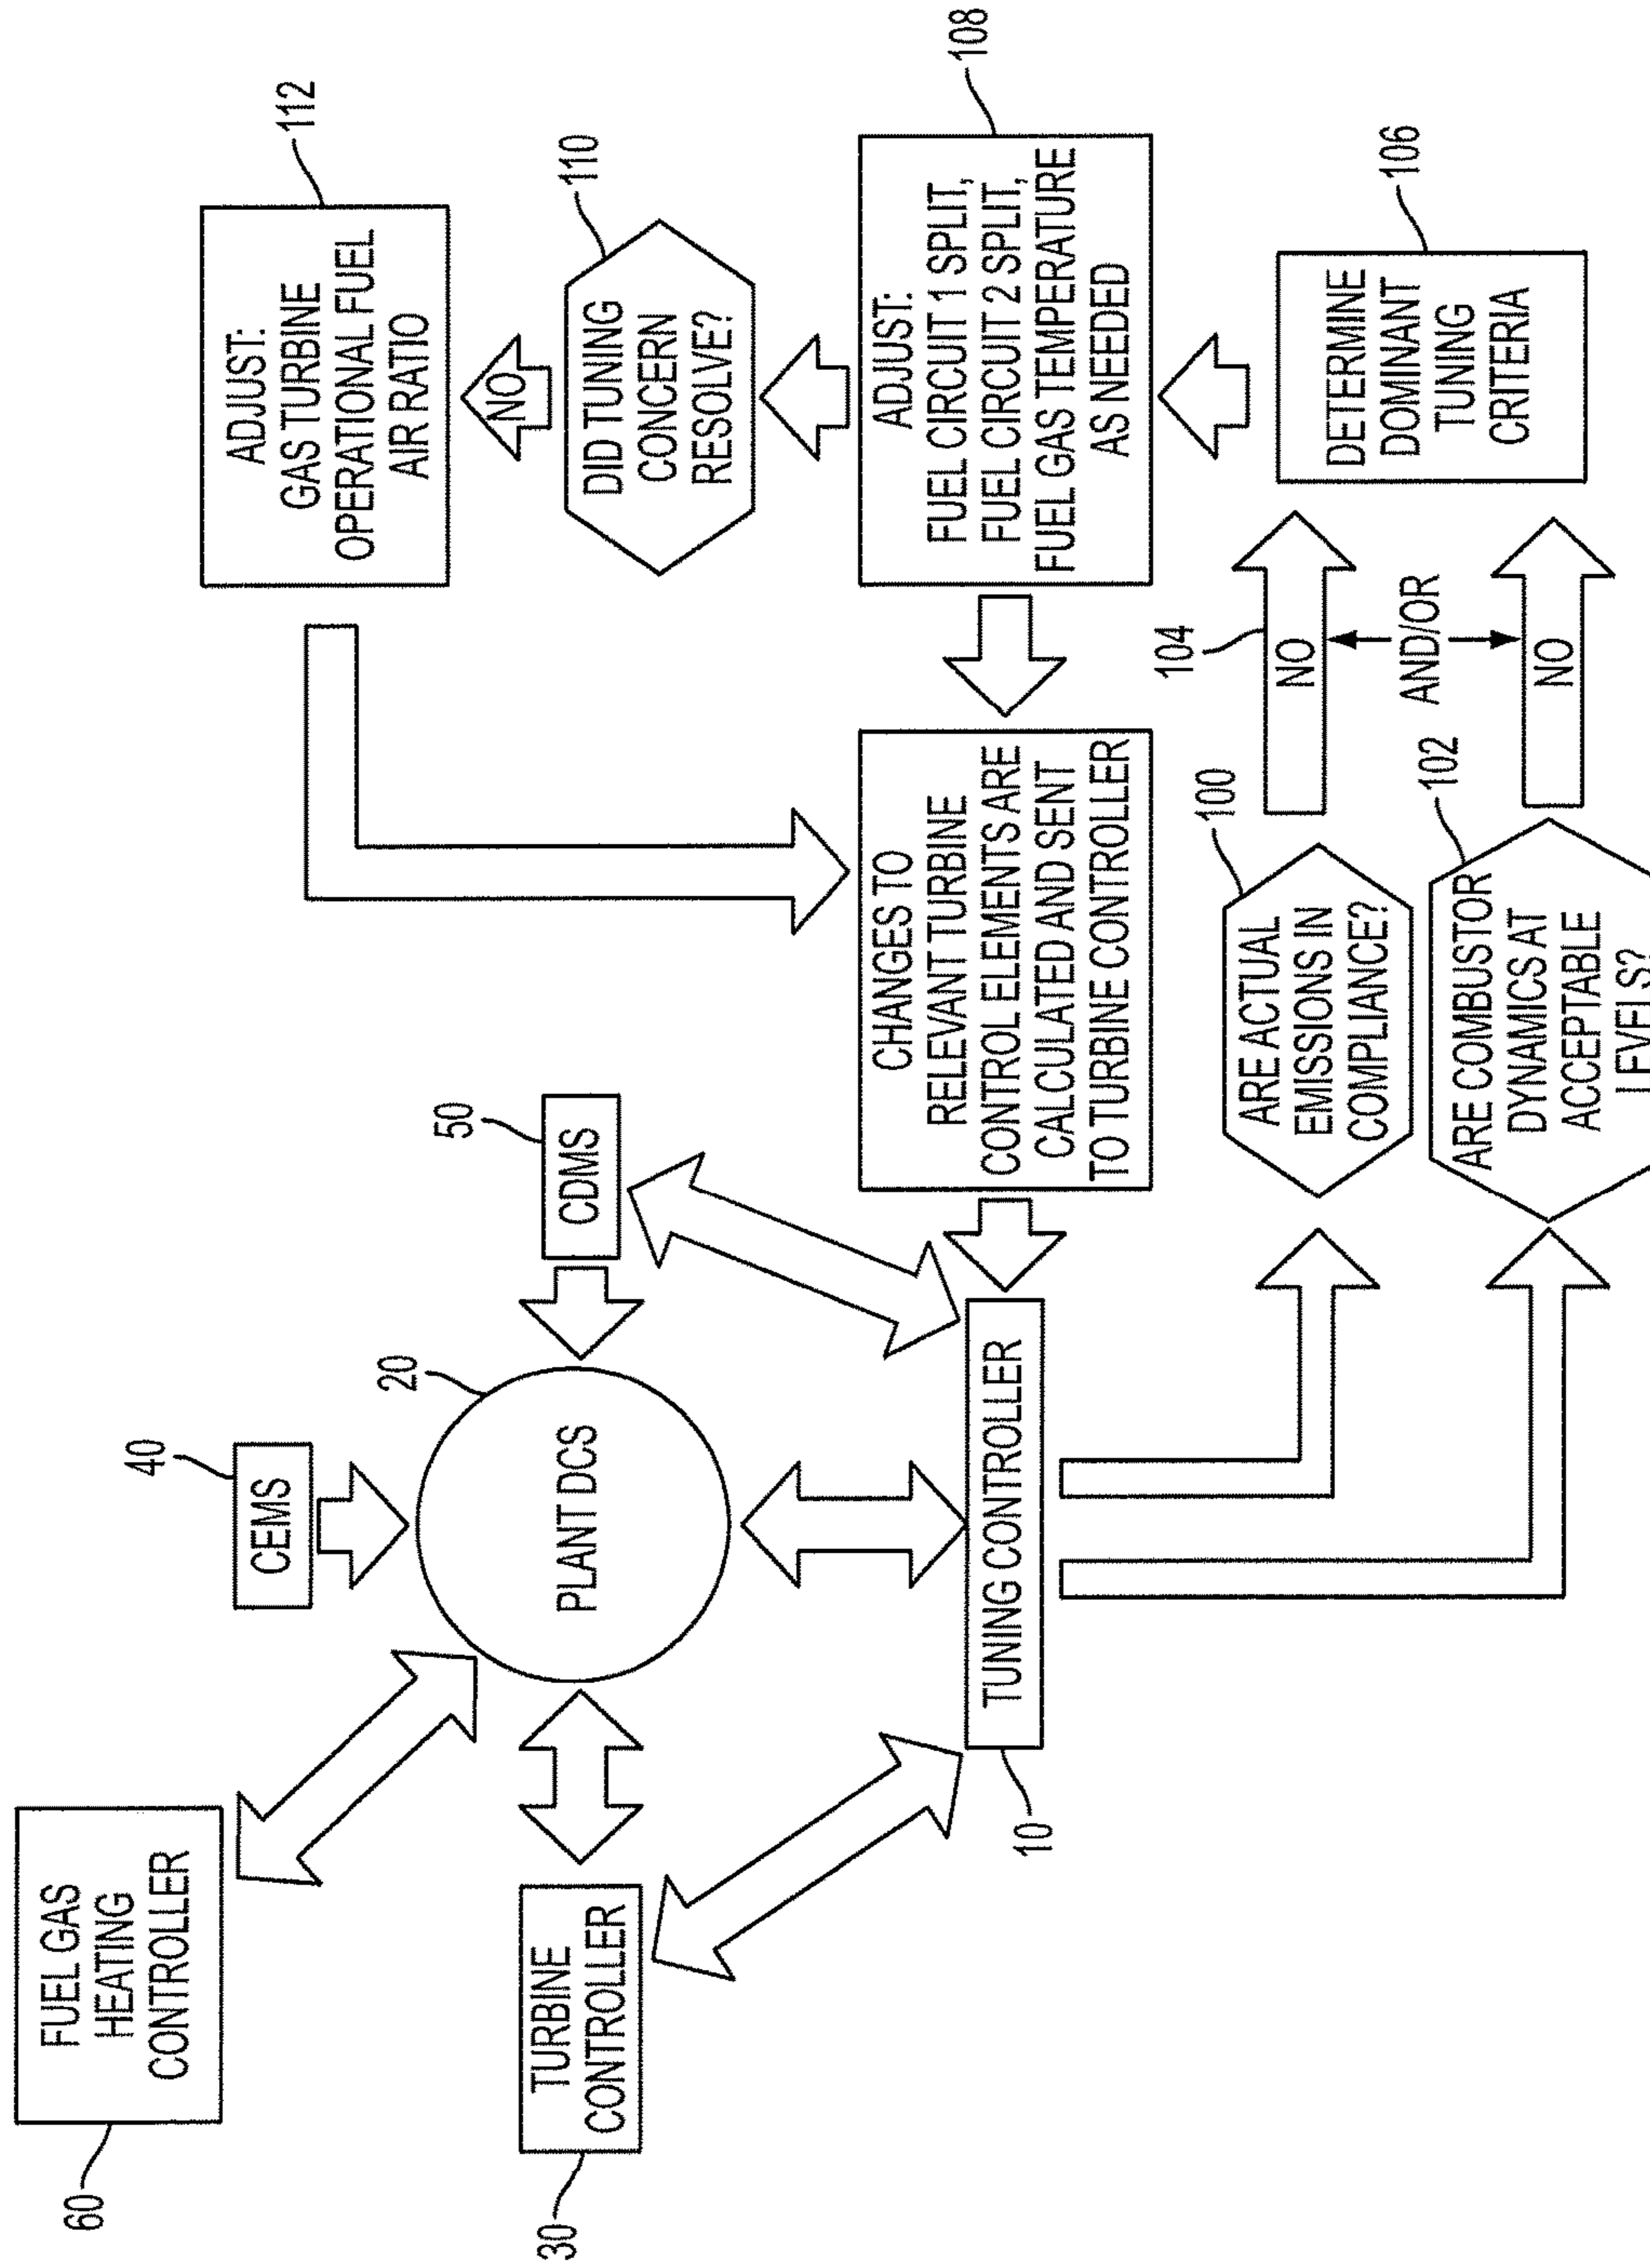 FUEL GAS
HEATING
CONTROLLER
60
CEMS
40
TURBINE
CONTROLLER
30
PLANT DCS
20
CDMS
50
TUNING CONTROLLER
10
CHANGES TO
RELEVANT TURBINE
CONTROL ELEMENTS ARE
CALCULATED AND SENT
TO TURBINE CONTROLLER
ADJUST:
GAS TURBINE
OPERATIONAL FUEL
AIR RATIO
112
NO
DID TUNING
CONCERN
RESOLVE?
110
ADJUST:
FUEL CIRCUIT 1 SPLIT,
FUEL CIRCUIT 2 SPLIT,
FUEL GAS TEMPERATURE
AS NEEDED
108
ARE ACTUAL
EMISSIONS IN
COMPLIANCE?
100
NO
104
AND/OR
ARE COMBUSTOR
DYNAMICS AT
ACCEPTABLE
LEVELS?
102
NO
DETERMINE
DOMINANT
TUNING
CRITERIA
106